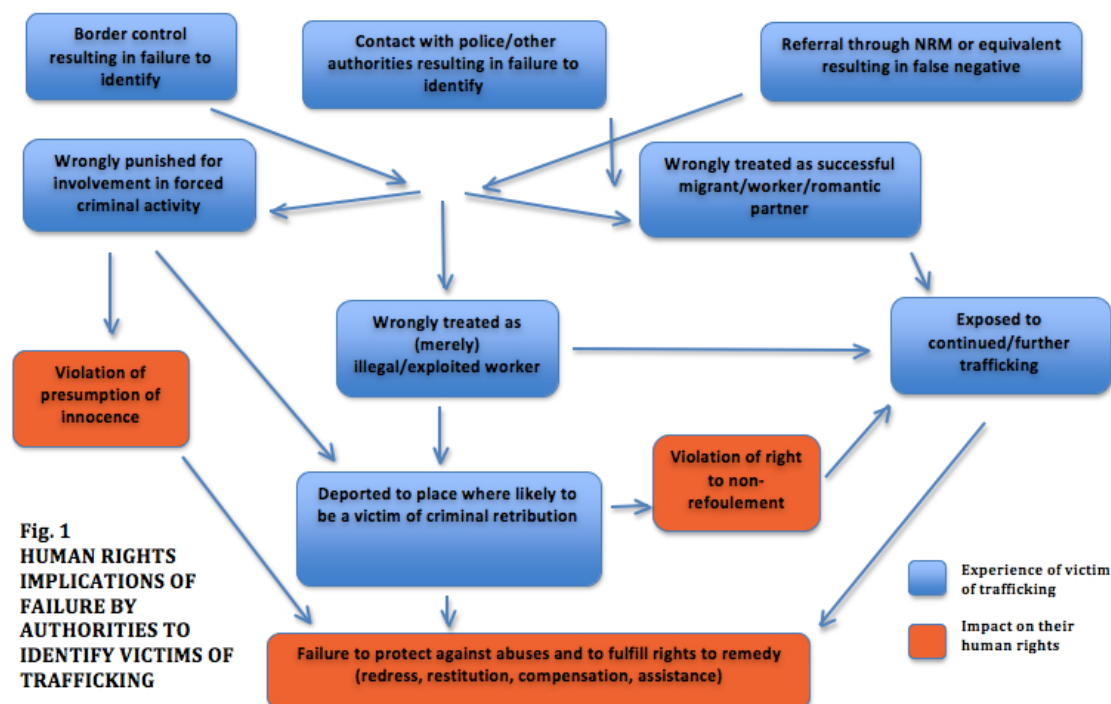 Border control
resulting in failure to
identify
Contact with police/other
authorities resulting in failure to
identify
Referral through NRM or equivalent
resulting in false negative
Wrongly punished for
involvement in forced
criminal activity
Wrongly treated as successful
migrant/worker/romantic
partner
Wrongly treated as
(merely)
illegal/exploited worker
Exposed to
continued/further
trafficking
Violation of
presumption of
innocence
Violation of right
to non-
refoulement
Deported to place where likely to
be a victim of criminal retribution
Fig. 1
HUMAN RIGHTS
IMPLICATIONS OF
FAILURE BY
AUTHORITIES TO
IDENTIFY VICTIMS OF
TRAFFICKING
Experience of victim
of trafficking
Impact on their
human rights
Failure to protect against abuses and to fulfill rights to remedy
(redress, restitution, compensation, assistance)